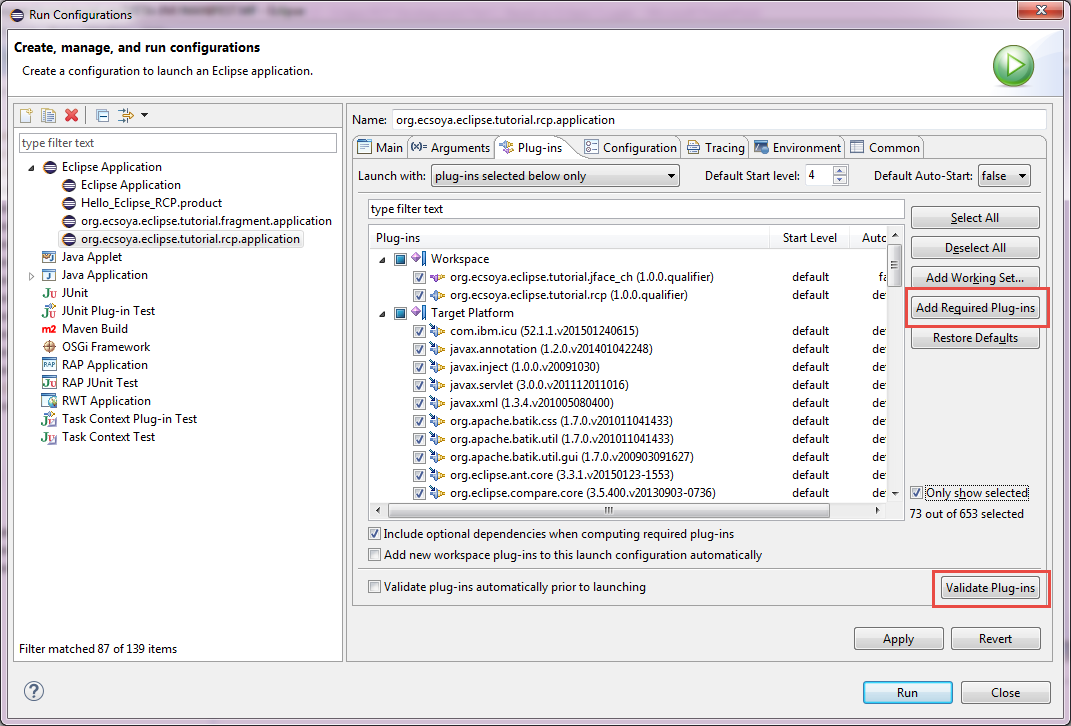 Run Configurations
Create, manage, and run configurations
Create a configuration to launch an Eclipse application.
type filter text
Eclipse Application
Eclipse Application
Hello_Eclipse_RCP.product
org.ecsoya.eclipse.tutorial.fragment.application
org.ecsoya.eclipse.tutorial.rcp.application
Java Applet
Java Application
JUnit
JUnit Plug-in Test
Maven Build
OSGi Framework
RAP Application
RAP JUnit Test
RWT Application
Task Context Plug-in Test
Task Context Test
Filter matched 87 of 139 items
Name: org.ecsoya.eclipse.tutorial.rcp.application
Main Arguments Plug-ins Configuration Tracing Environment Common
Launch with: plug-ins selected below only Default Start level: 4 Default Auto-Start: false
type filter text
Plug-ins Start Level Auto
Workspace
org.ecsoya.eclipse.tutorial.jface_ch (1.0.0.qualifier) default fa
org.ecsoya.eclipse.tutorial.rcp (1.0.0.qualifier) default de
Target Platform
com.ibm.icu (52.1.1.v201501240615) default de
javax.annotation (1.2.0.v201401042248) default de
javax.inject (1.0.0.v20091030) default de
javax.servlet (3.0.0.v201112011016) default de
javax.xml (1.3.4.v201005080400) default de
org.apache.batik.css (1.7.0.v201011041433) default de
org.apache.batik.util (1.7.0.v201011041433) default de
org.apache.batik.util.gui (1.7.0.v200903091627) default de
org.eclipse.ant.core (3.3.1.v20150123-1553) default de
org.eclipse.compare.core (3.5.400.v20130903-0736) default de
Select All
Deselect All
Add Working Set...
Add Required Plug-ins
Restore Defaults
Only show selected
73 out of 653 selected
Include optional dependencies when computing required plug-ins
Add new workspace plug-ins to this launch configuration automatically
Validate plug-ins automatically prior to launching
Validate Plug-ins
Apply Revert
Run Close